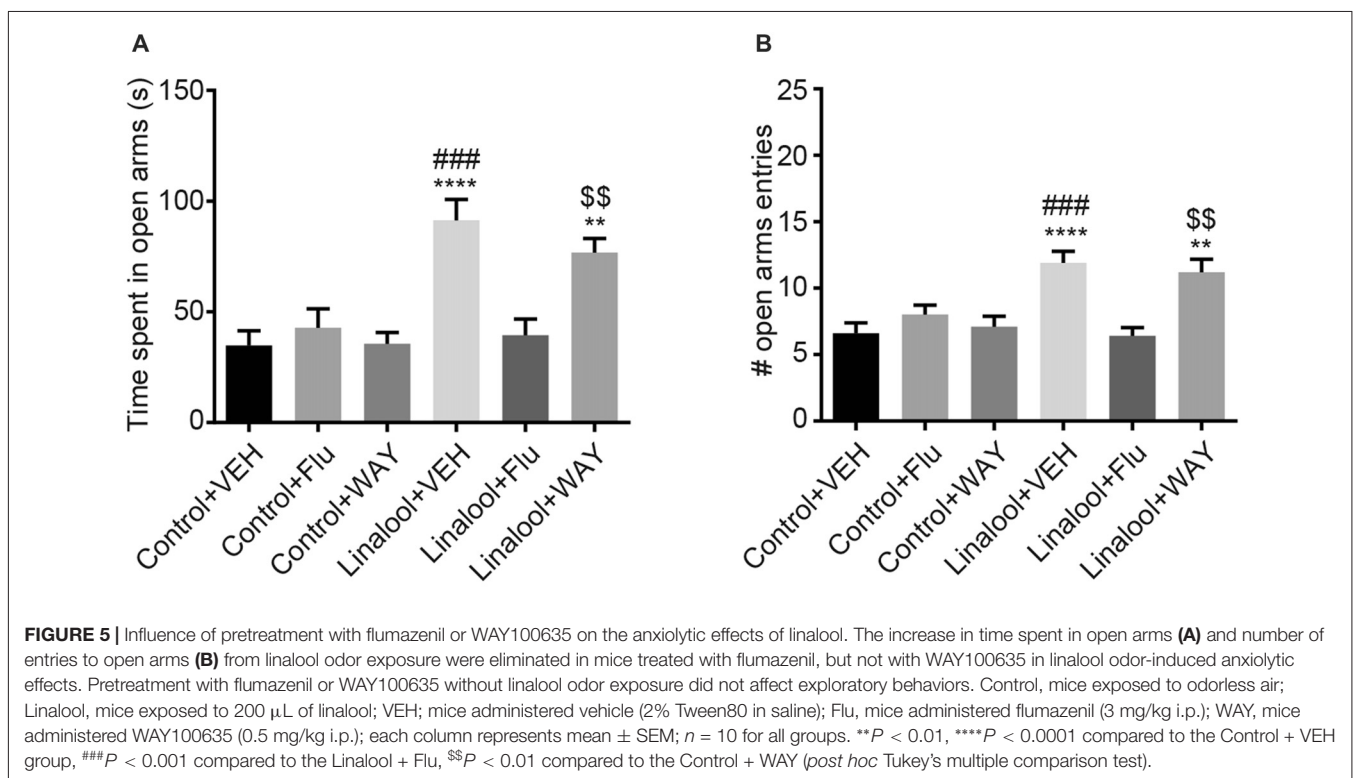 A
Time spent in open arms (s)
150
100
50
0
###
****
$$
**
Control+VEH
Control+Flu
Control+WAY
Linalool+VEH
Linalool+Flu
Linalool+WAY
B
# open arms entries
25
20
15
10
5
0
###
****
$$
**
Control+VEH
Control+Flu
Control+WAY
Linalool+VEH
Linalool+Flu
Linalool+WAY
FIGURE 5 | Influence of pretreatment with flumazenil or WAY100635 on the anxiolytic effects of linalool. The increase in time spent in open arms (A) and number of
entries to open arms (B) from linalool odor exposure were eliminated in mice treated with flumazenil, but not with WAY100635 in linalool odor-induced anxiolytic
effects. Pretreatment with flumazenil or WAY100635 without linalool odor exposure did not affect exploratory behaviors. Control, mice exposed to odorless air;
Linalool, mice exposed to 200 μL of linalool; VEH; mice administered vehicle (2% Tween80 in saline); Flu, mice administered flumazenil (3 mg/kg i.p.); WAY, mice
administered WAY100635 (0.5 mg/kg i.p.); each column represents mean ± SEM; n = 10 for all groups. **P < 0.01, ****P < 0.0001 compared to the Control + VEH
group, ###P < 0.001 compared to the Linalool + Flu, $$P < 0.01 compared to the Control + WAY (post hoc Tukey's multiple comparison test).